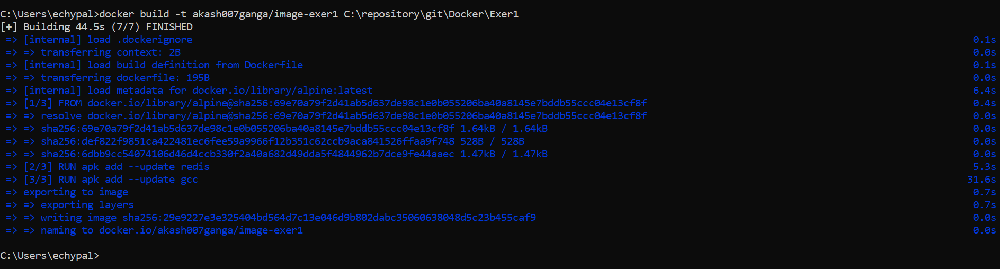 C:\Users\echypal>docker build -t akash007ganga/image-exer1 C:\repository\git\Docker\Exer1
[+] Building 44.5s (7/7) FINISHED
=> [internal] load .dockerignore 0.1s
=> => transferring context: 2B 0.0s
=> [internal] load build definition from Dockerfile 0.1s
=> => transferring dockerfile: 195B 0.0s
=> [internal] load metadata for docker.io/library/alpine:latest 6.4s
=> [1/3] FROM docker.io/library/alpine@sha256:69e70a79f2d41ab5d637de98c1e0b055206ba40a8145e7bddb55ccc04e13cf8f 0.4s
=> => resolve docker.io/library/alpine@sha256:69e70a79f2d41ab5d637de98c1e0b055206ba40a8145e7bddb55ccc04e13cf8f 0.0s
=> => sha256:69e70a79f2d41ab5d637de98c1e0b055206ba40a8145e7bddb55ccc04e13cf8f 1.64kB / 1.64kB 0.0s
=> => sha256:def822f9851ca422481ec6fee59a9966f12b351c62ccb9aca841526ffaa9f748 528B / 528B 0.0s
=> => sha256:6dbb9cc54074106d46d4ccb330f2a40a682d49dda5f4844962b7dce9fe44aaec 1.47kB / 1.47kB 0.0s
=> [2/3] RUN apk add --update redis 5.3s
=> [3/3] RUN apk add --update gcc 31.6s
=> exporting to image 0.7s
=> => exporting layers 0.7s
=> => writing image sha256:29e9227e3e325404bd564d7c13e046d9b802dabc35060638048d5c23b455caf9 0.0s
=> => naming to docker.io/akash007ganga/image-exer1 0.0s
C:\Users\echypal>